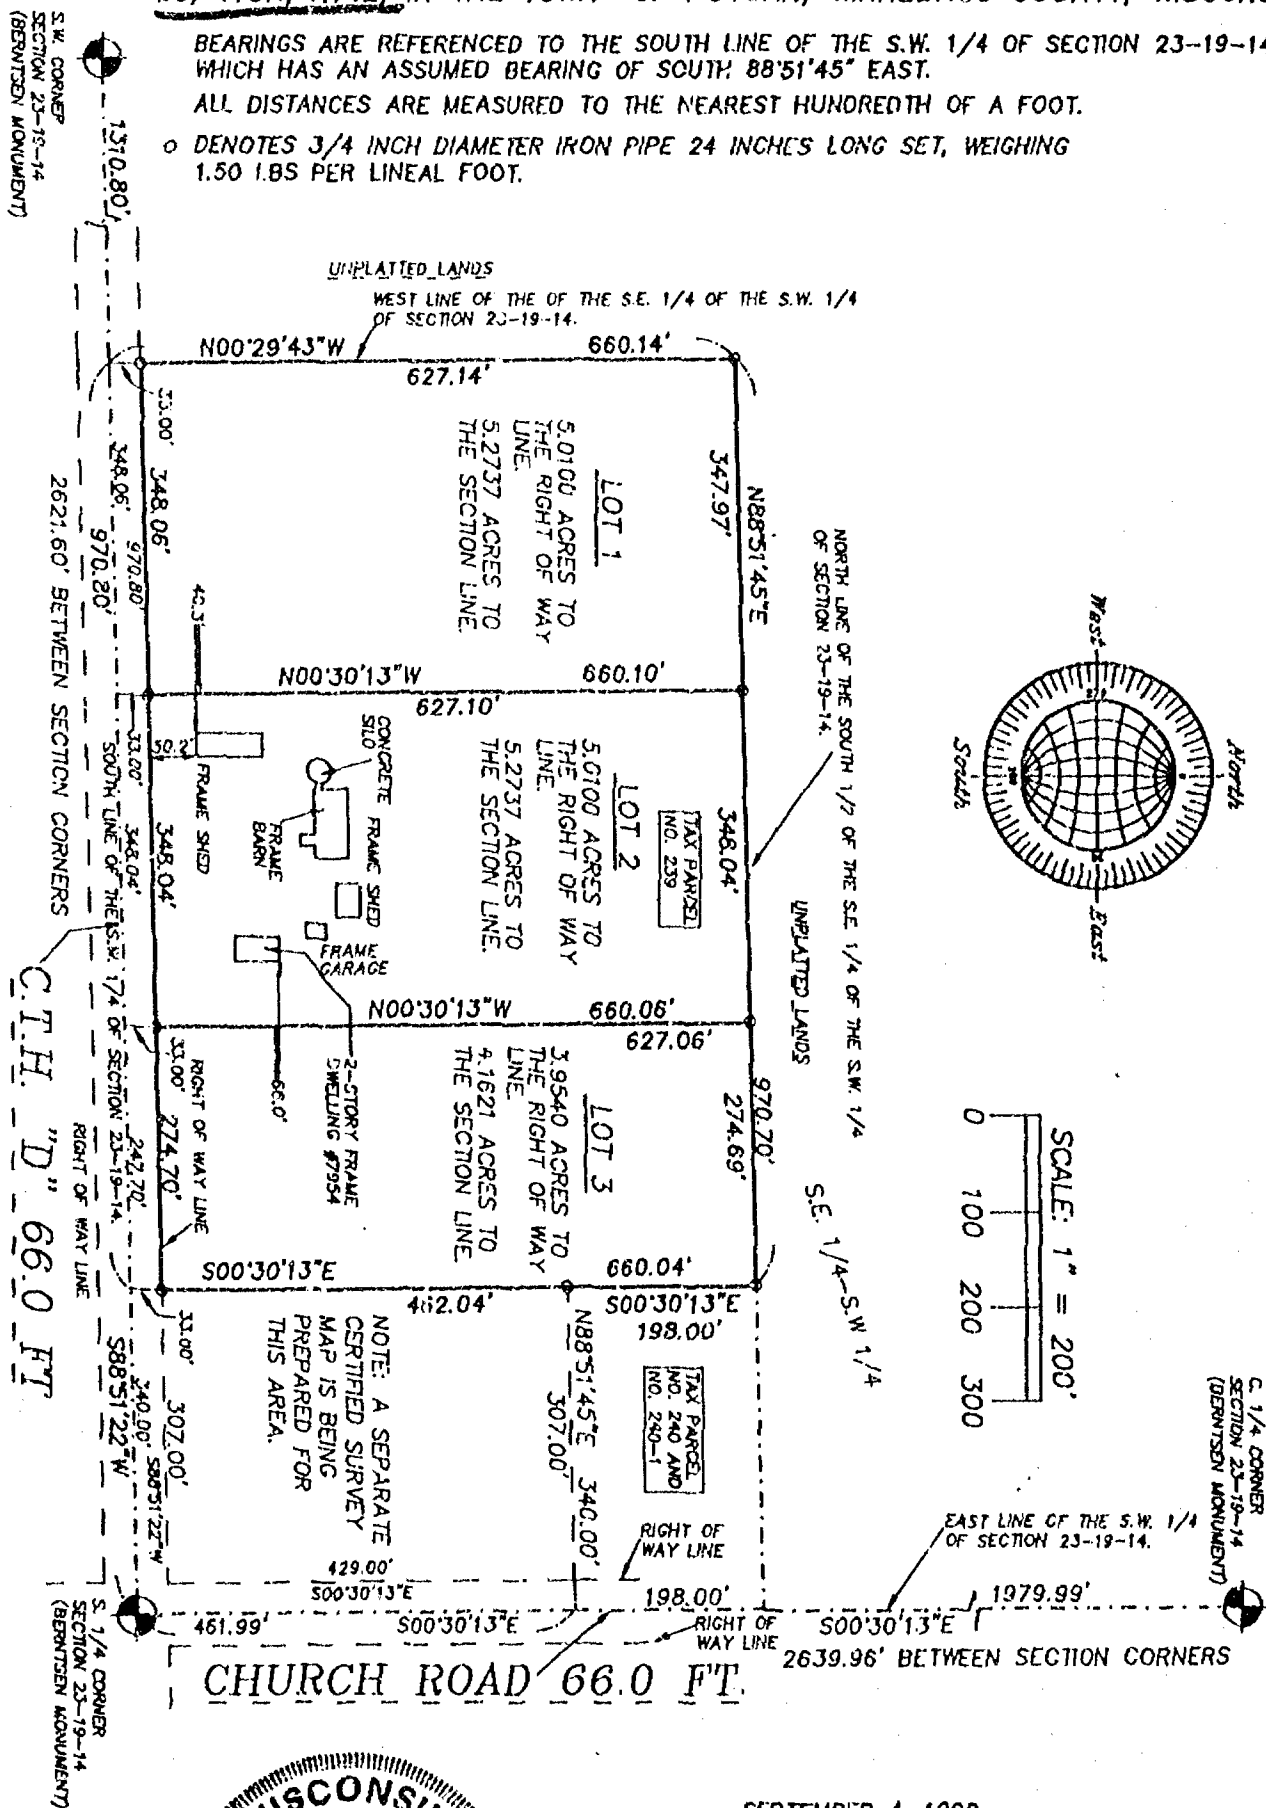 BEARINGS ARE REFERENCED TO THE SOUTH LINE OF THE S.W. 1/4 OF SECTION 23-19-14
WHICH HAS AN ASSUMED BEARING OF SOUTH 88°51'45" EAST.
ALL DISTANCES ARE MEASURED TO THE NEAREST HUNDREDTH OF A FOOT.
o DENOTES 3/4 INCH DIAMETER IRON PIPE 24 INCHES LONG SET, WEIGHING
1.50 LBS PER LINEAL FOOT.
S.W. CORNER
SECTION 23-19-14
(BERNTSEN MONUMENT)
1310.80'
UNPLATTED LANDS
WEST LINE OF THE OF THE S.E. 1/4 OF THE S.W. 1/4
OF SECTION 23-19-14.
N00°29'43"W
660.14'
627.14'
33.00'
348.06'
348.06'
970.80'
970.80'
2621.60' BETWEEN SECTION CORNERS
LOT 1
5.0100 ACRES TO
THE RIGHT OF WAY
LINE.
5.2737 ACRES TO
THE SECTION LINE.
347.97'
N88°51'45"E
NORTH LINE OF THE SOUTH 1/2 OF THE S.E. 1/4 OF THE S.W. 1/4
OF SECTION 23-19-14.
West
North
South
East
N00°30'13"W
660.10'
627.10'
40.3'
50.2'
33.00'
FRAME SHED
CONCRETE
SILO
FRAME
BARN
FRAME SHED
FRAME
GARAGE
LOT 2
5.0100 ACRES TO
THE RIGHT OF WAY
LINE.
5.2737 ACRES TO
THE SECTION LINE.
TAX PARCEL
NO. 239
348.04'
348.04'
348.04'
UNPLATTED LANDS
SOUTH LINE OF THE S.W. 1/4 OF SECTION 23-19-14.
C.T.H. "D" 66.0 FT
N00°30'13"W
660.06'
627.06'
66.0'
2-STORY FRAME
DWELLING #7954
LOT 3
3.9540 ACRES TO
THE RIGHT OF WAY
LINE
4.1621 ACRES TO
THE SECTION LINE.
970.70'
274.69'
33.00'
274.70'
RIGHT OF WAY LINE
RIGHT OF WAY LINE
S.E. 1/4-S.W 1/4
SCALE: 1" = 200'
0 100 200 300
S00°30'13"E
660.04'
462.04'
S00°30'13"E
198.00'
33.00'
307.00'
340.00'
S88°51'22"W
S88°51'22"W
NOTE: A SEPARATE
CERTIFIED SURVEY
MAP IS BEING
PREPARED FOR
THIS AREA.
N88°51'45"E 340.00'
307.00'
TAX PARCEL
NO. 240 AND
NO. 240-1
C. 1/4 CORNER
SECTION 23-19-14
(BERNTSEN MONUMENT)
EAST LINE OF THE S.W. 1/4
OF SECTION 23-19-14.
RIGHT OF
WAY LINE
429.00'
S00°30'13"E
198.00'
1979.99'
461.99'
S00°30'13"E
RIGHT OF
WAY LINE
S00°30'13"E
2639.96' BETWEEN SECTION CORNERS
CHURCH ROAD 66.0 FT.
S. 1/4 CORNER
SECTION 23-19-14
(BERNTSEN MONUMENT)